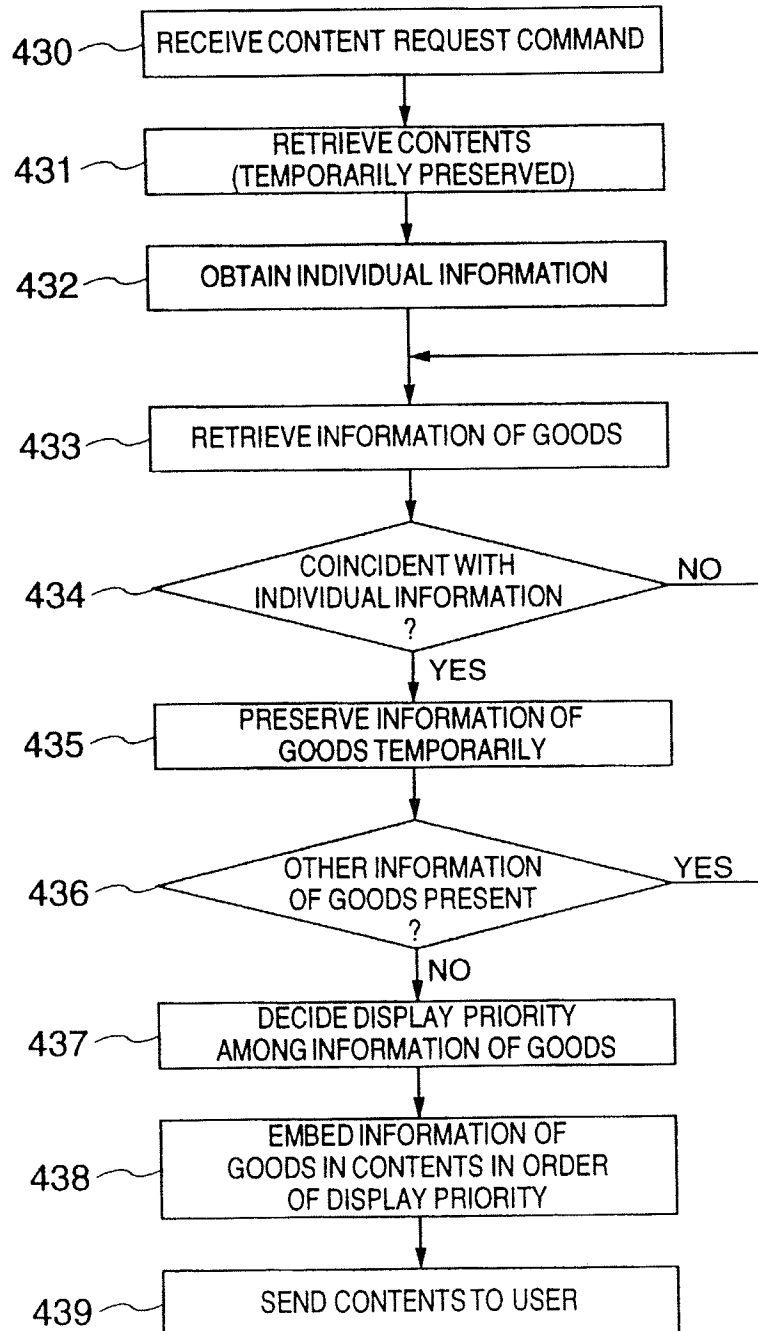 430
RECEIVE CONTENT REQUEST COMMAND
431
RETRIEVE CONTENTS
(TEMPORARILY PRESERVED)
432
OBTAIN INDIVIDUAL INFORMATION
433
RETRIEVE INFORMATION OF GOODS
434
COINCIDENT WITH
INDIVIDUAL INFORMATION
?
NO
YES
435
PRESERVE INFORMATION OF
GOODS TEMPORARILY
436
OTHER INFORMATION
OF GOODS PRESENT
?
YES
NO
437
DECIDE DISPLAY PRIORITY
AMONG INFORMATION OF GOODS
438
EMBED INFORMATION OF
GOODS IN CONTENTS IN ORDER
OF DISPLAY PRIORITY
439
SEND CONTENTS TO USER